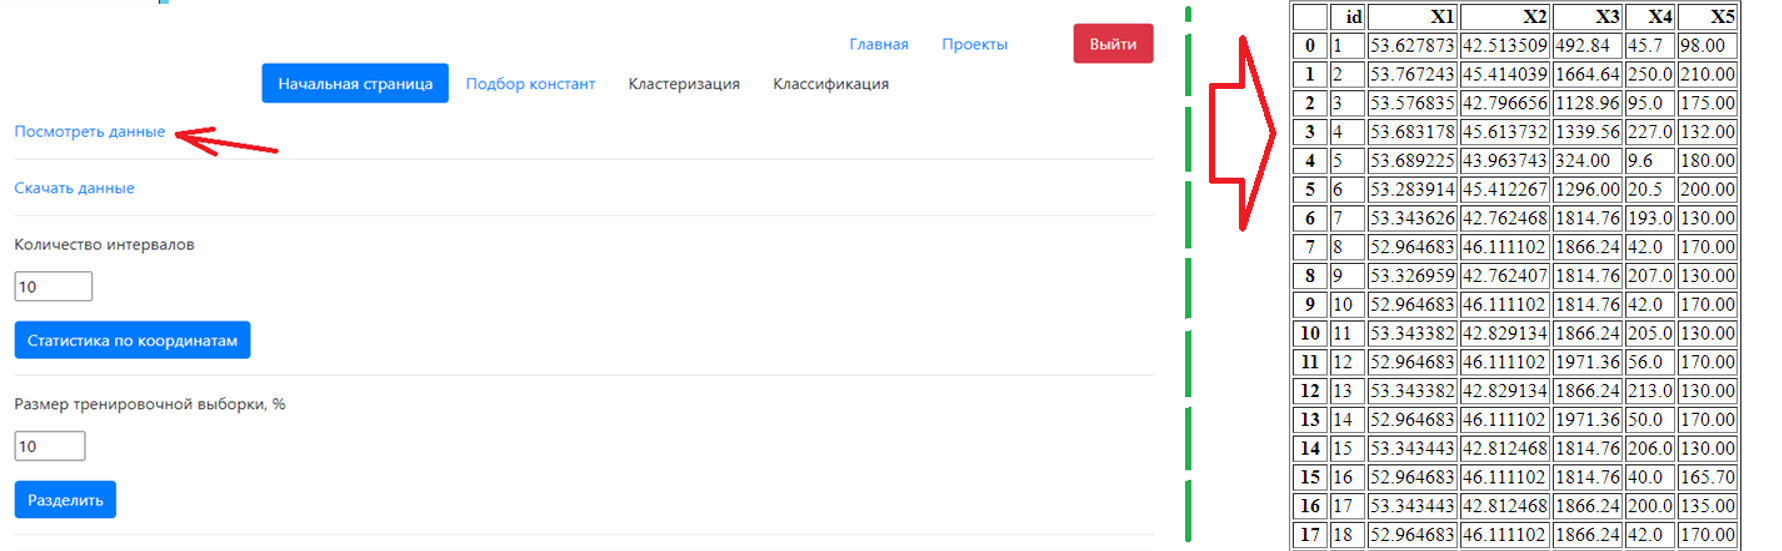 Главная Проекты Выйти
Начальная страница Подбор констант Кластеризация Классификация
Посмотреть данные
Скачать данные
Количество интервалов
10
Статистика по координатам
Размер тренировочной выборки, %
10
Разделить
id X1 X2 X3 X4 X5
0 1 53.627873 42.513509 492.84 45.7 98.00
1 2 53.767243 45.414039 1664.64 250.0 210.00
2 3 53.576835 42.796656 1128.96 95.0 175.00
3 4 53.683178 45.613732 1339.56 227.0 132.00
4 5 53.689225 43.963743 324.00 9.6 180.00
5 6 53.283914 45.412267 1296.00 20.5 200.00
6 7 53.343626 42.762468 1814.76 193.0 130.00
7 8 52.964683 46.111102 1866.24 42.0 170.00
8 9 53.326959 42.762407 1814.76 207.0 130.00
9 10 52.964683 46.111102 1814.76 42.0 170.00
10 11 53.343382 42.829134 1866.24 205.0 130.00
11 12 52.964683 46.111102 1971.36 56.0 170.00
12 13 53.343382 42.829134 1866.24 213.0 130.00
13 14 52.964683 46.111102 1971.36 50.0 170.00
14 15 53.343443 42.812468 1814.76 206.0 130.00
15 16 52.964683 46.111102 1814.76 40.0 165.70
16 17 53.343443 42.812468 1866.24 200.0 135.00
17 18 52.964683 46.111102 1866.24 42.0 170.00